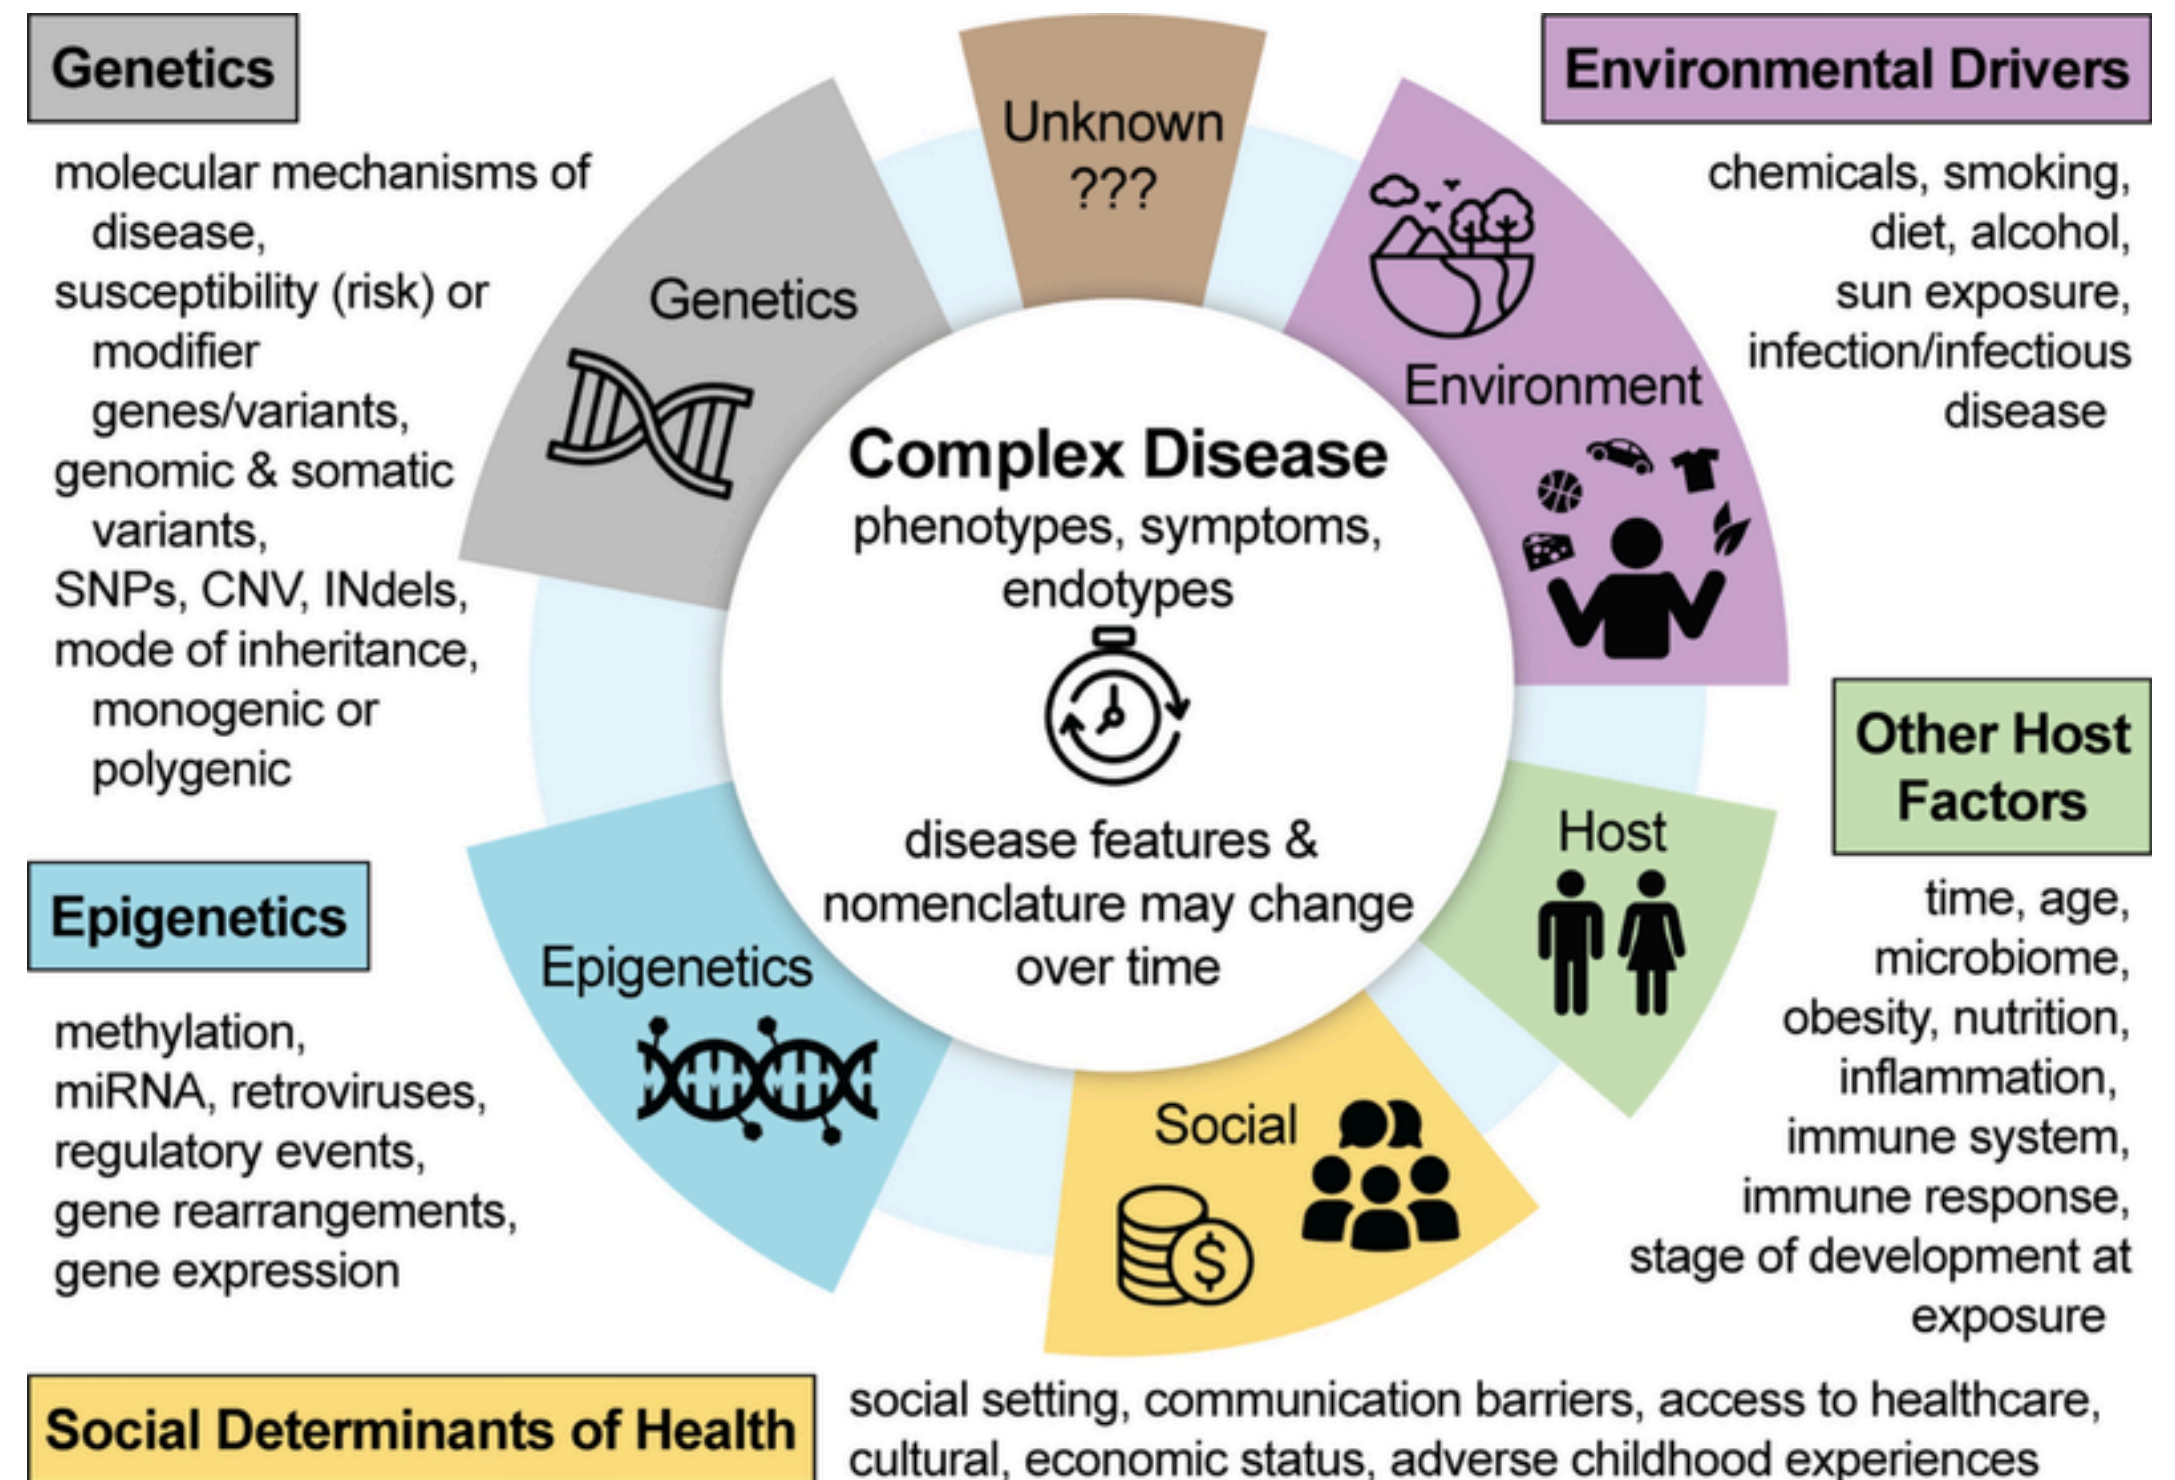 Genetics
molecular mechanisms of
disease,
susceptibility (risk) or
modifier
genes/variants,
genomic & somatic
variants,
SNPs, CNV, INdels,
mode of inheritance,
monogenic or
polygenic
Epigenetics
methylation,
miRNA, retroviruses,
regulatory events,
gene rearrangements,
gene expression
Unknown
???
Genetics
Environment
Complex Disease
phenotypes, symptoms,
endotypes
disease features &
nomenclature may change
over time
Host
Epigenetics
Social
$
Environmental Drivers
chemicals, smoking,
diet, alcohol,
sun exposure,
infection/infectious
disease
Other Host
Factors
time, age,
microbiome,
obesity, nutrition,
inflammation,
immune system,
immune response,
stage of development at
exposure
Social Determinants of Health
social setting, communication barriers, access to healthcare,
cultural, economic status, adverse childhood experiences